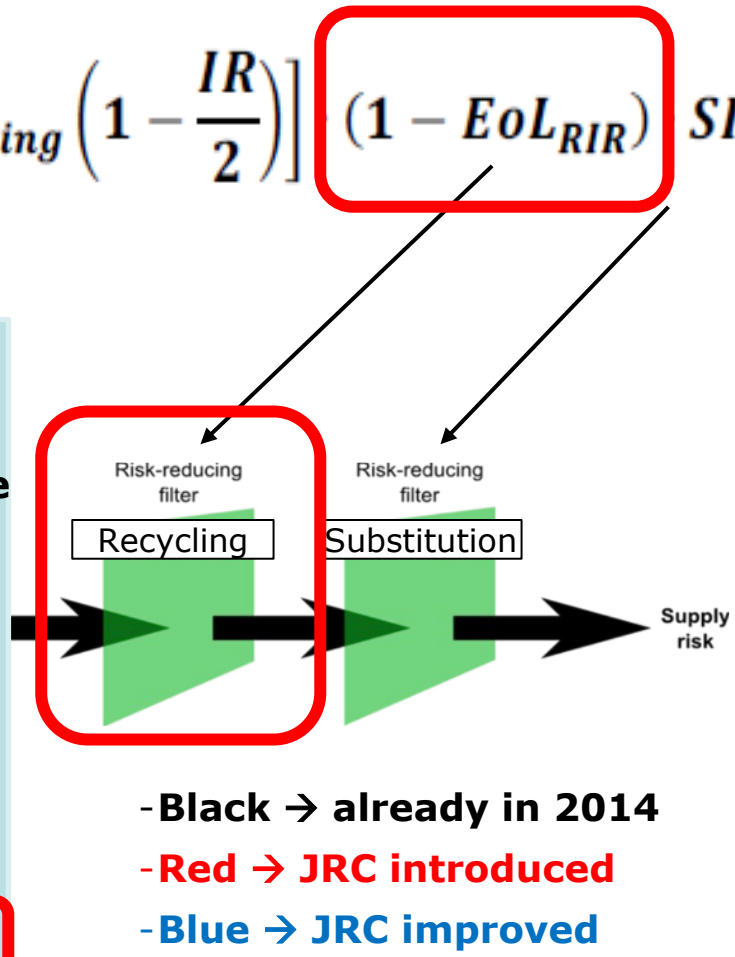 ing (1 − IR/2)] (1 − EoL_RIR) SI
e
Risk-reducing filter
Risk-reducing filter
Recycling
Substitution
Supply risk
-Black → already in 2014
-Red → JRC introduced
-Blue → JRC improved